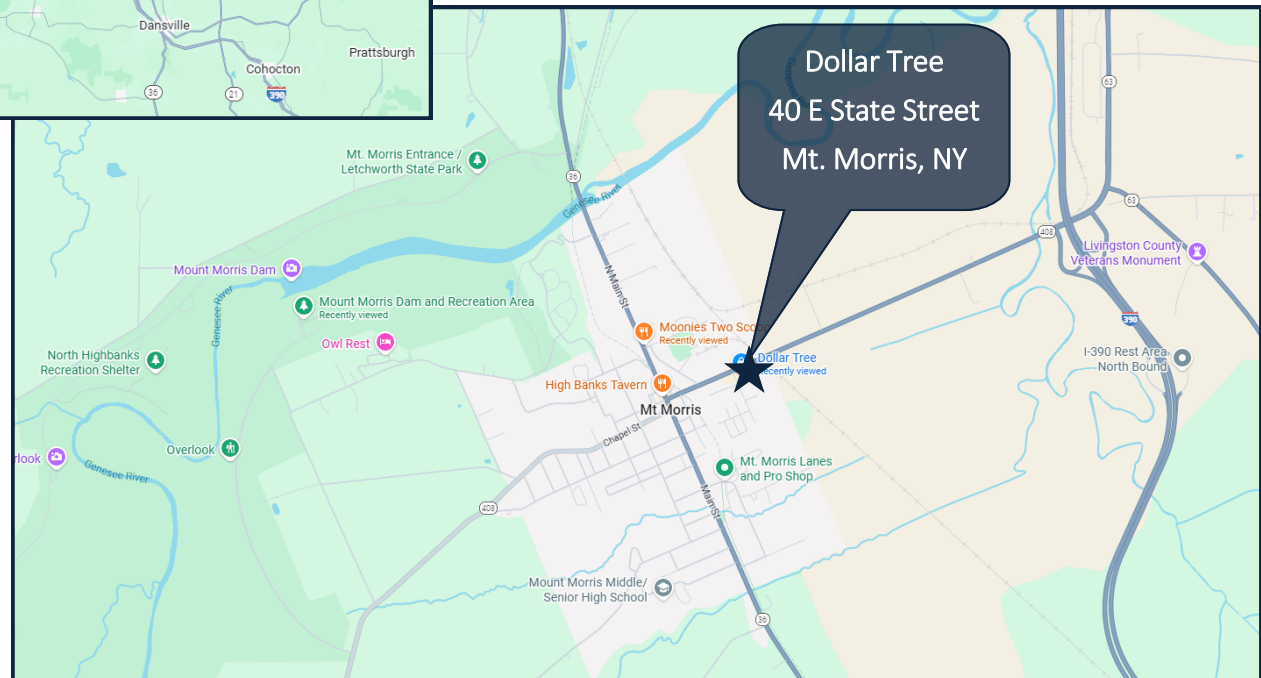 Dansville
Prattsburgh
Cohocton
36
21
390
Dollar Tree
40 E State Street
Mt. Morris, NY
Genesee
63
Mt. Morris Entrance /
Letchworth State Park
36
Genesee River
63
408
Livingston County
Veterans Monument
Mount Morris Dam
N Main St
Genesee River
Mount Morris Dam and Recreation Area
Recently viewed
390
Moonies Two Scoop
Recently viewed
Owl Rest
I-390 Rest Area
North Bound
North Highbanks
Recreation Shelter
Dollar Tree
Recently viewed
High Banks Tavern
Mt Morris
Chapel St
Overlook
rlook
Genesee River
Mt. Morris Lanes
and Pro Shop
Main St
408
Mount Morris Middle/
Senior High School
36